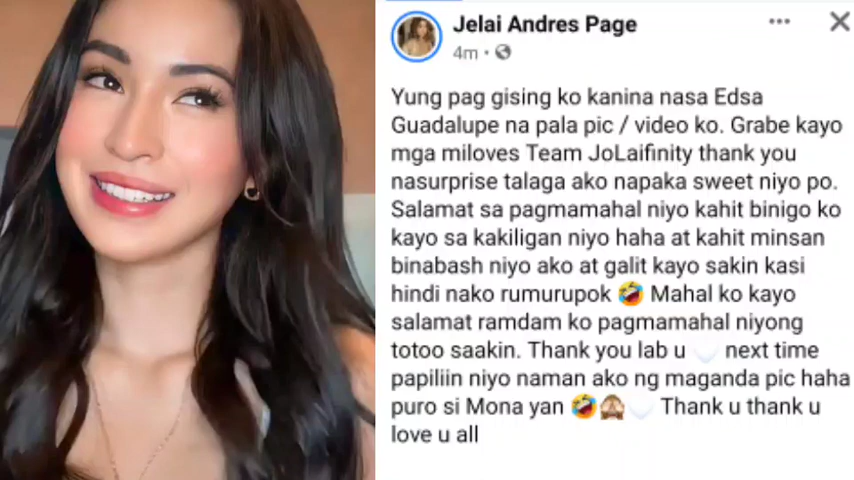 Jelai Andres Page
4m
Yung pag gising ko kanina nasa Edsa
Guadalupe na pala pic / video ko. Grabe kayo
mga miloves Team JoLaifinity thank you
nasurprise talaga ako napaka sweet niyo po.
Salamat sa pagmamahal niyo kahit binigo ko
kayo sa kakiligan niyo haha at kahit minsan
binabash niyo ako at galit kayo sakin kasi
hindi nako rumurupok 🤣 Mahal ko kayo
salamat ramdam ko pagmamahal niyong
totoo saakin. Thank you lab u 🤍 next time
papiliin niyo naman ako ng maganda pic haha
puro si Mona yan 🤣🙈🤍 Thank u thank u
love u all